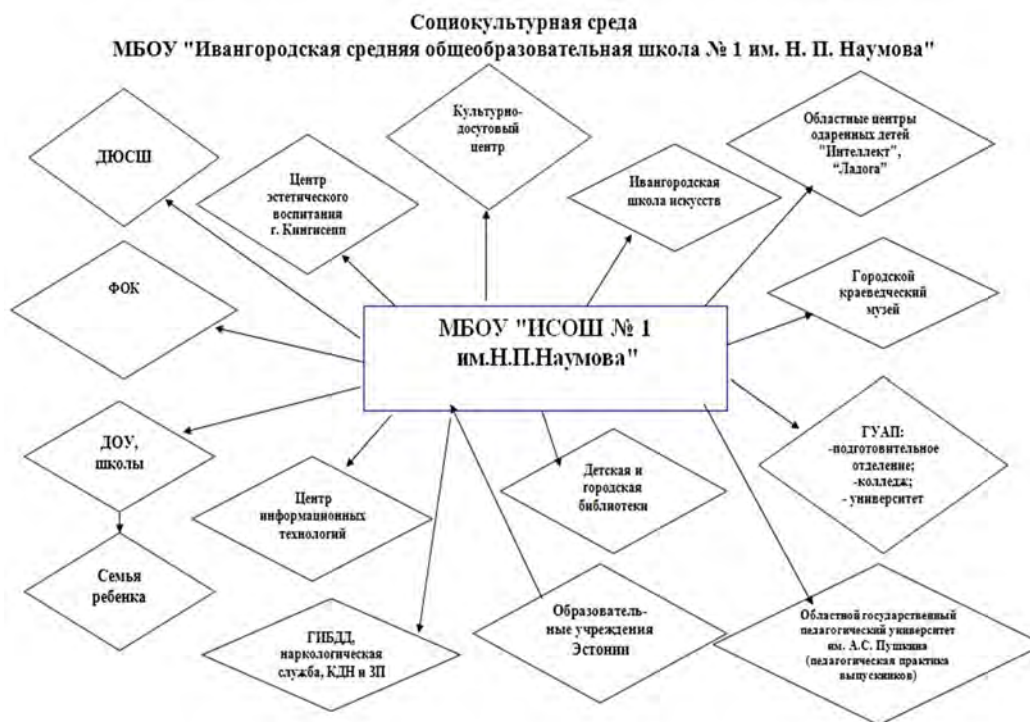 Социокультурная среда
МБОУ "Ивангородская средняя общеобразовательная школа № 1 им. Н. П. Наумова"
ДЮСШ
Центр
эстетического
воспитания
г. Кингисепп
Культурно-
досуговый
центр
Ивангородская
школа искусств
Областные центры
одаренных детей
"Интеллект",
“Ладога”
ФОК
МБОУ "ИСОШ № 1
им.Н.П.Наумова"
Городской
краеведческий
музей
ДОУ,
школы
Центр
информационных
технологий
Детская и
городская
библиотеки
ГУАП:
-подготовительное
отделение;
-колледж;
- университет
Семья
ребенка
ГИБДД,
наркологическая
служба, КДН и ЗП
Образователь-
ные учреждения
Эстонии
Областной государственный
педагогический университет
им. А.С. Пушкина
(педагогическая практика
выпускников)